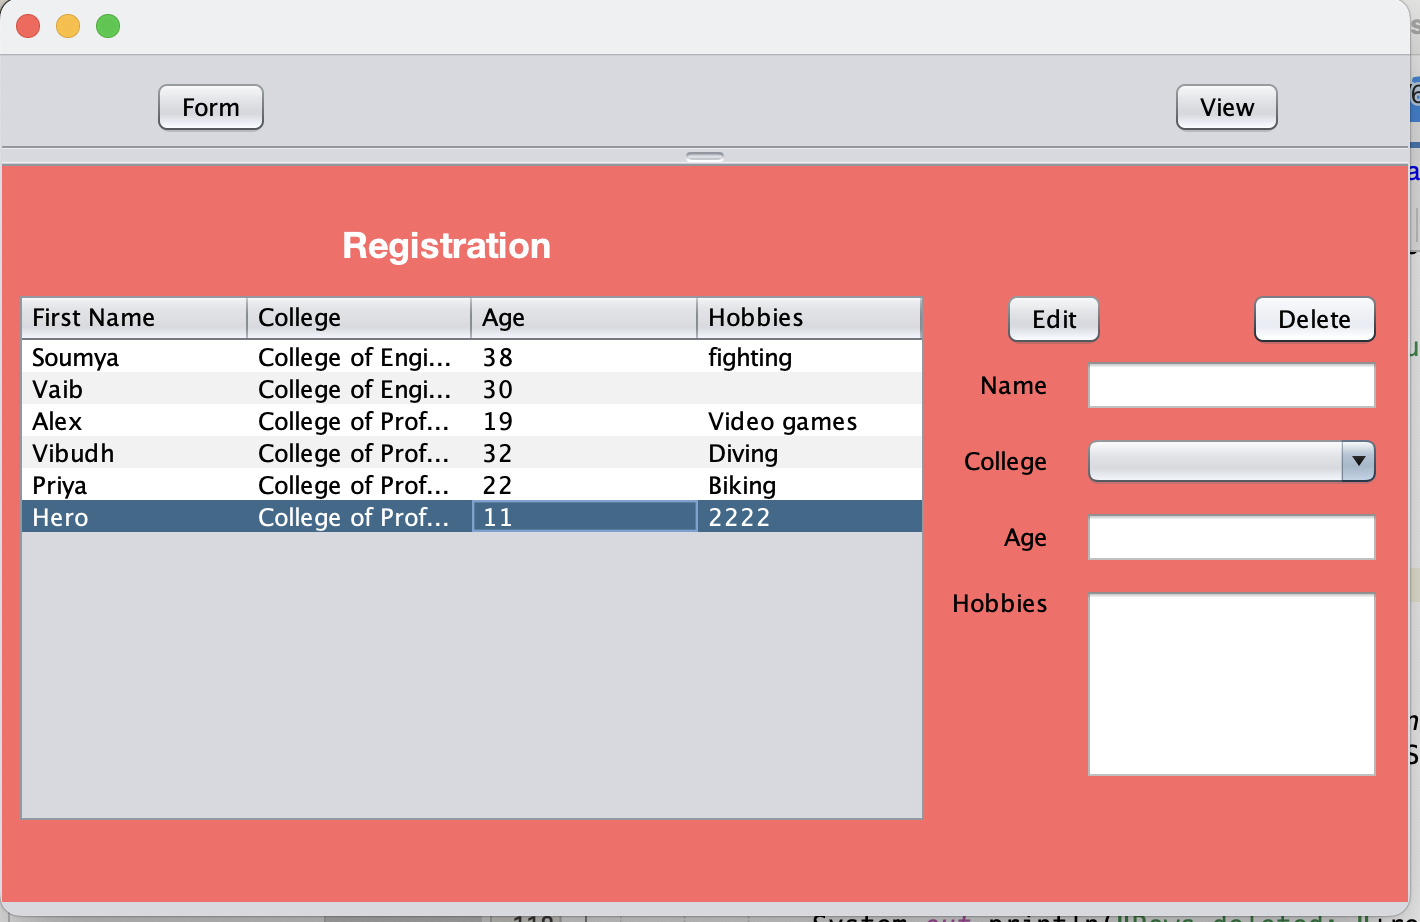 Form View
Registration
First Name College Age Hobbies
Soumya College of Engi... 38 fighting
Vaib College of Engi... 30
Alex College of Prof... 19 Video games
Vibudh College of Prof... 32 Diving
Priya College of Prof... 22 Biking
Hero College of Prof... 11 2222
Edit Delete
Name
College
Age
Hobbies